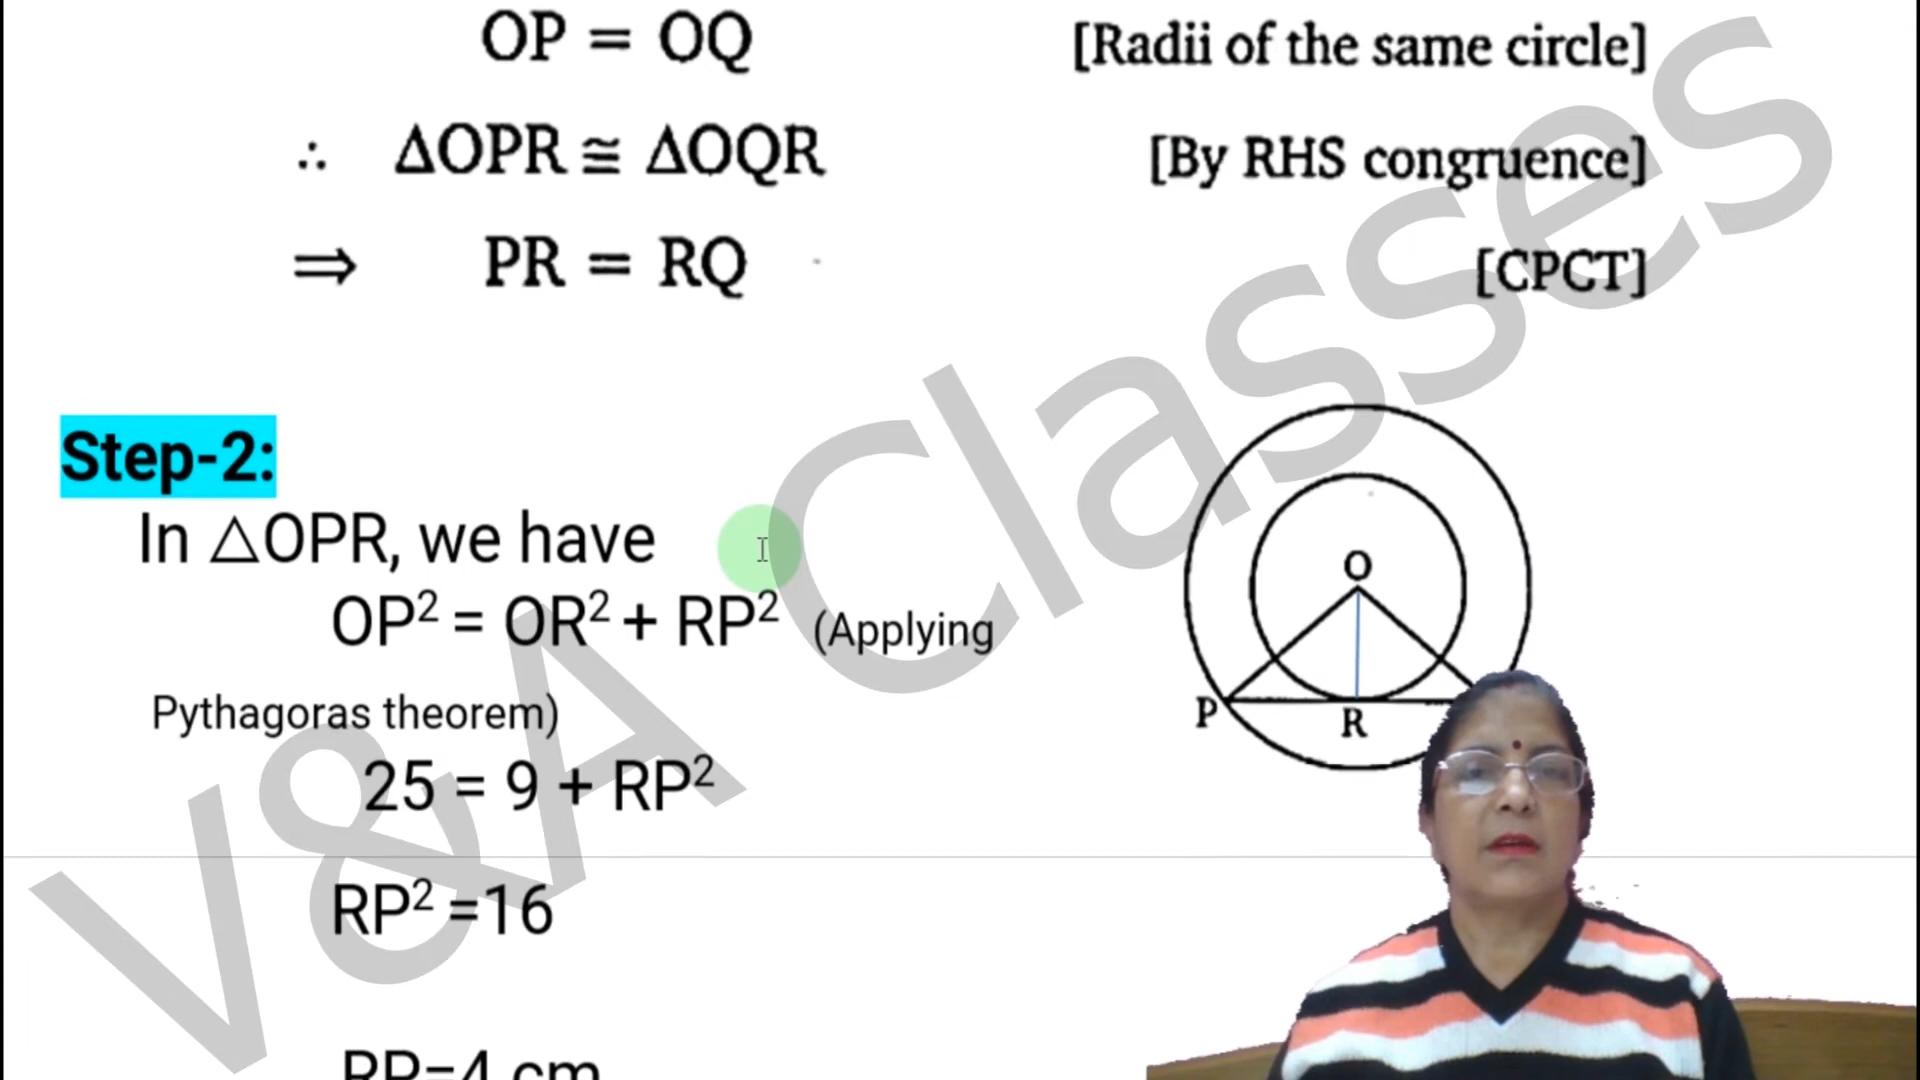 OP = OQ [Radii of the same circle]
∴ ΔOPR ≅ ΔOQR [By RHS congruence]
⇒ PR = RQ [CPCT]
Step-2:
In △OPR, we have
OP² = OR² + RP² (Applying
Pythagoras theorem)
25 = 9 + RP²
RP² =16
RP=4 cm
O
P
R
V&A Classes